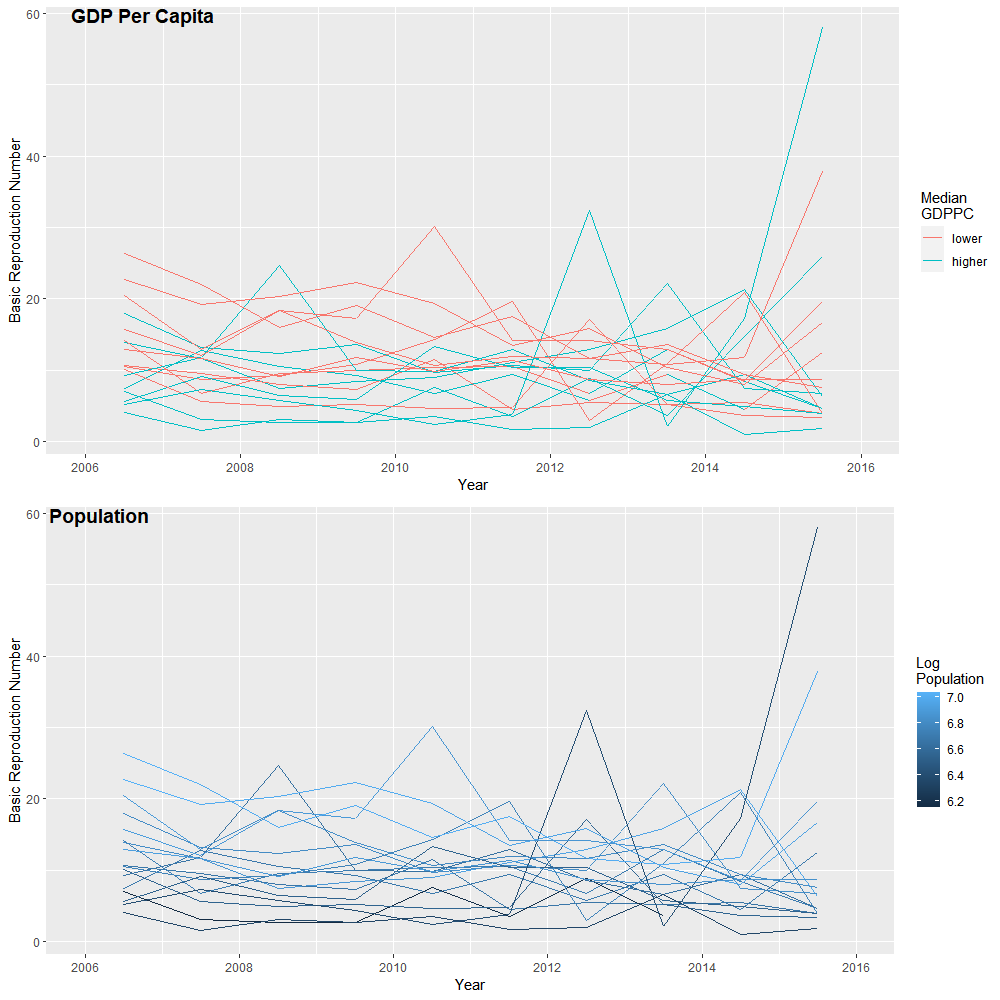 GDP Per Capita
60
40
20
0
Basic Reproduction Number
2006 2008 2010 2012 2014 2016
Year
Median
GDPPC
lower
higher
Population
60
40
20
0
Basic Reproduction Number
2006 2008 2010 2012 2014 2016
Year
Log
Population
7.0
6.8
6.6
6.4
6.2